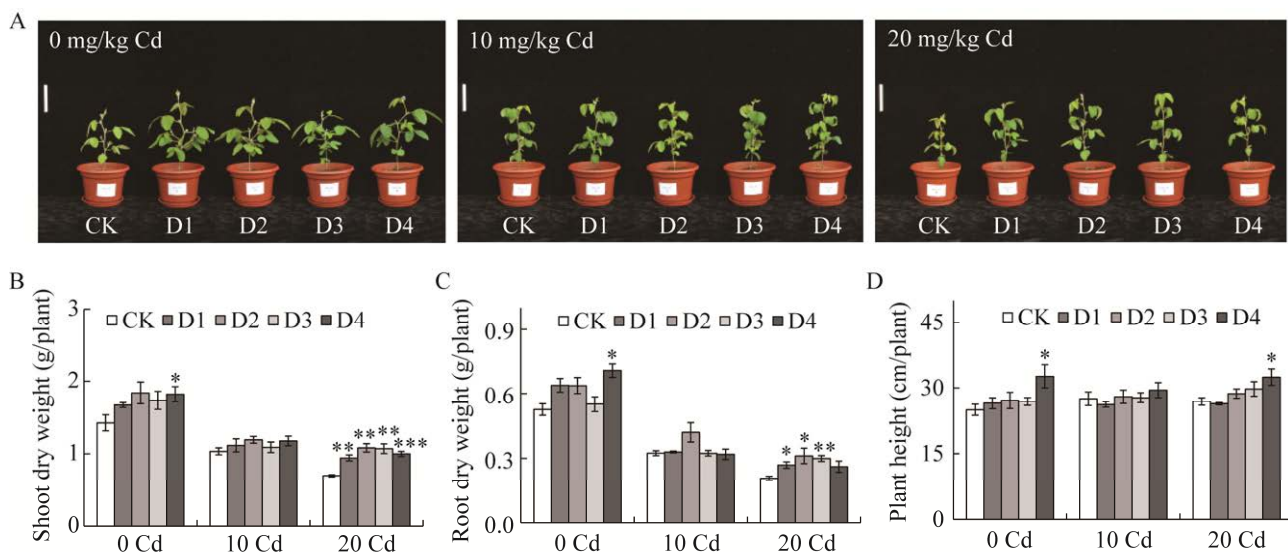 A
0 mg/kg Cd
CK D1 D2 D3 D4
10 mg/kg Cd
CK D1 D2 D3 D4
20 mg/kg Cd
CK D1 D2 D3 D4
B
Shoot dry weight (g/plant)
3
2
1
0
CK D1 D2 D3 D4
*
** ** ** ***
0 Cd 10 Cd 20 Cd
C
Root dry weight (g/plant)
0.9
0.6
0.3
0.0
CK D1 D2 D3 D4
*
* * **
0 Cd 10 Cd 20 Cd
D
Plant height (cm/plant)
45
30
15
0
CK D1 D2 D3 D4
* *
0 Cd 10 Cd 20 Cd